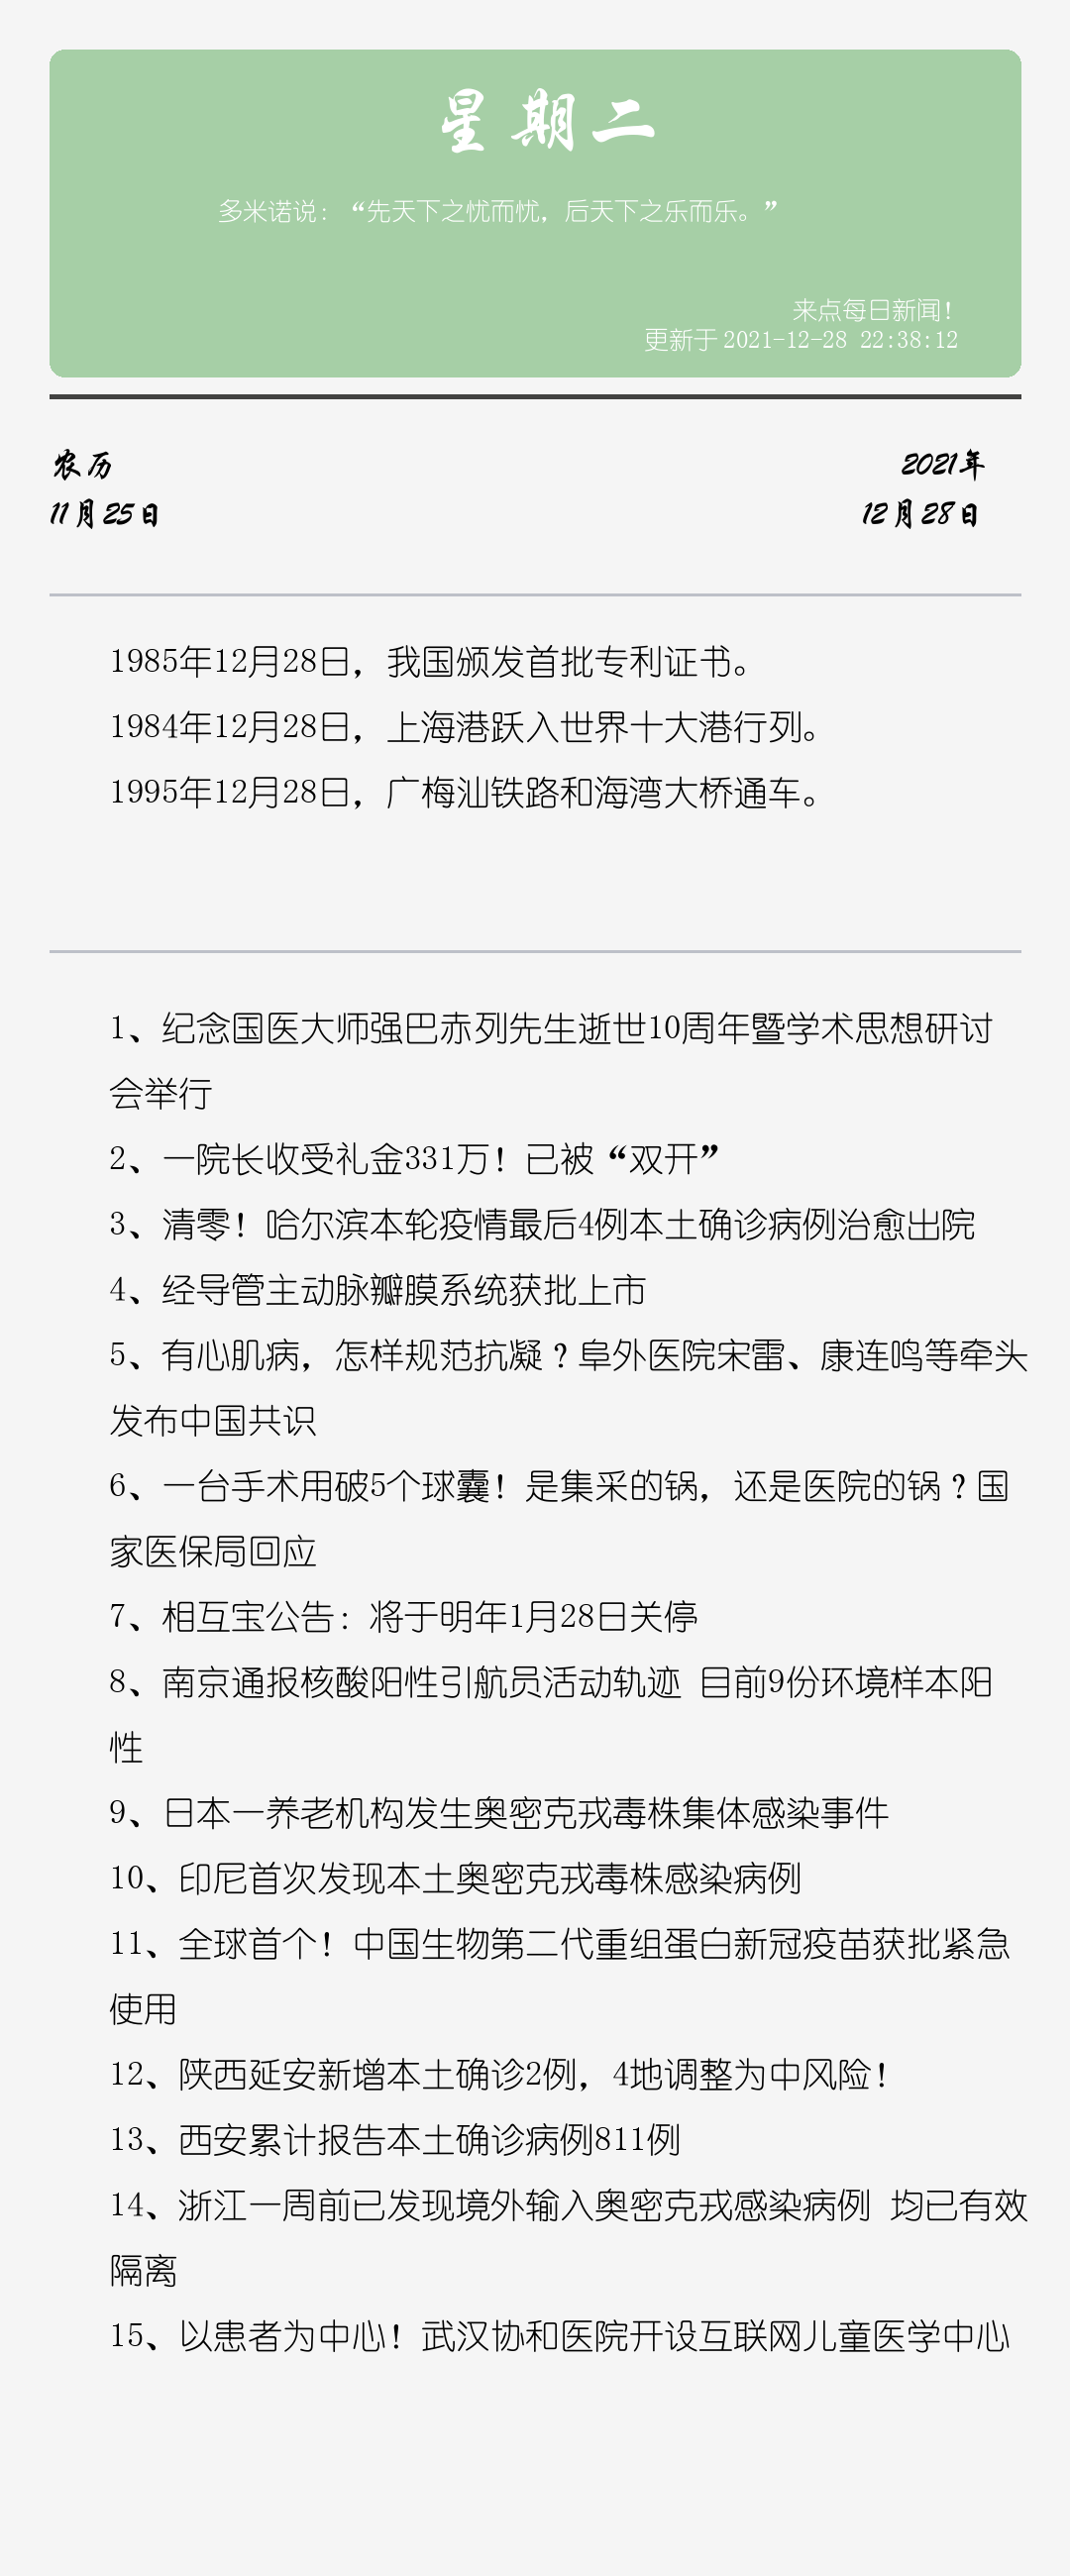 星期二
多米诺说：“先天下之忧而忧，后天下之乐而乐。”
来点每日新闻！
更新于 2021-12-28 22:38:12
农历
2021年
11月25日
12月28日
1985年12月28日，我国颁发首批专利证书。
1984年12月28日，上海港跃入世界十大港行列。
1995年12月28日，广梅汕铁路和海湾大桥通车。
1、纪念国医大师强巴赤列先生逝世10周年暨学术思想研讨
会举行
2、一院长收受礼金331万！已被“双开”
3、清零！哈尔滨本轮疫情最后4例本土确诊病例治愈出院
4、经导管主动脉瓣膜系统获批上市
5、有心肌病，怎样规范抗凝？阜外医院宋雷、康连鸣等牵头
发布中国共识
6、一台手术用破5个球囊！是集采的锅，还是医院的锅？国
家医保局回应
7、相互宝公告：将于明年1月28日关停
8、南京通报核酸阳性引航员活动轨迹 目前9份环境样本阳
性
9、日本一养老机构发生奥密克戎毒株集体感染事件
10、印尼首次发现本土奥密克戎毒株感染病例
11、全球首个！中国生物第二代重组蛋白新冠疫苗获批紧急
使用
12、陕西延安新增本土确诊2例，4地调整为中风险！
13、西安累计报告本土确诊病例811例
14、浙江一周前已发现境外输入奥密克戎感染病例 均已有效
隔离
15、以患者为中心！武汉协和医院开设互联网儿童医学中心